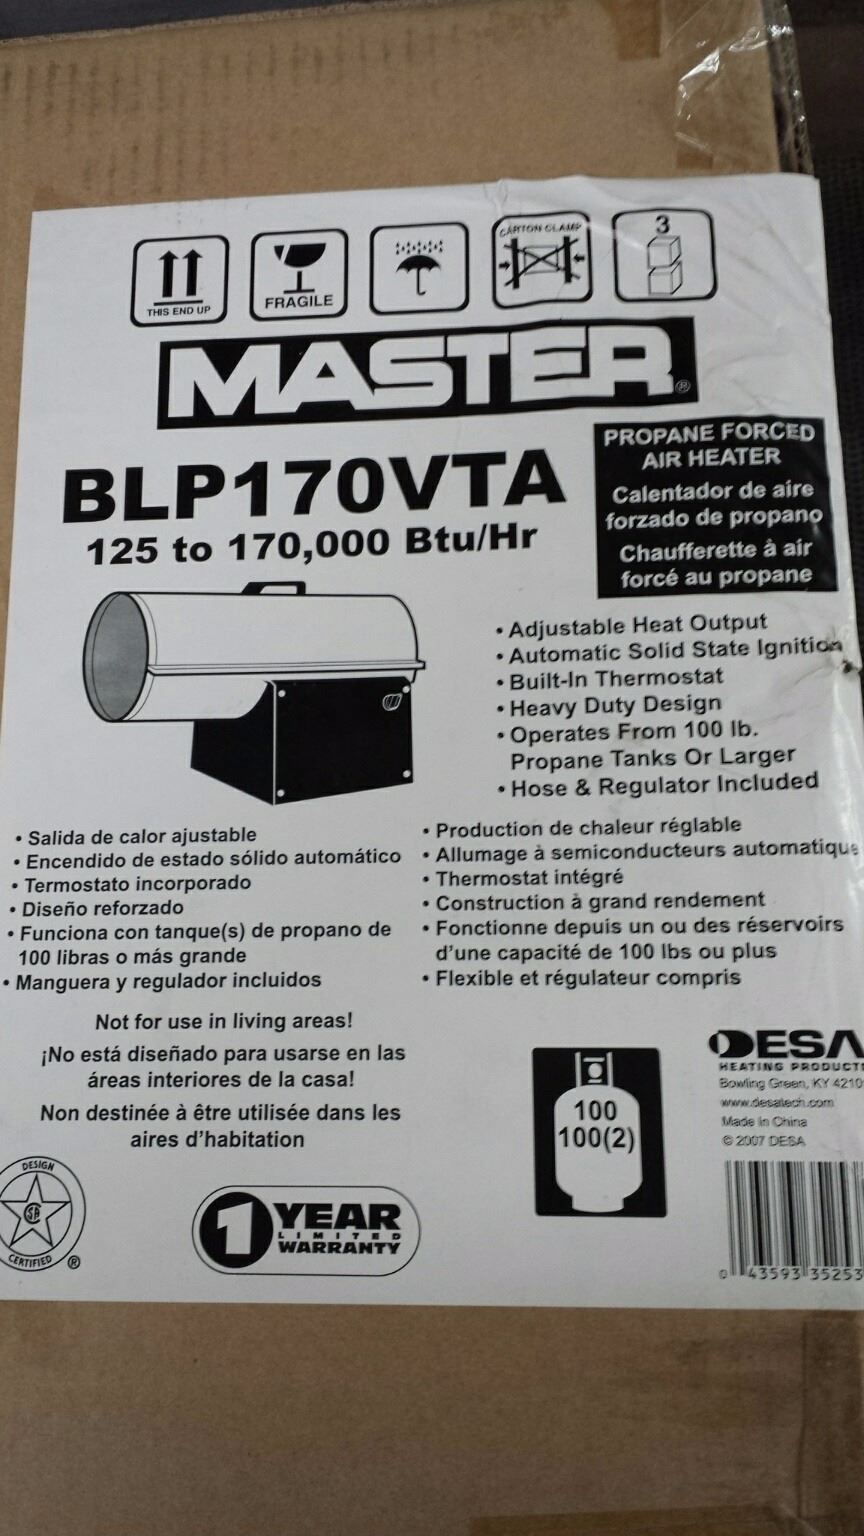 THIS END UP
FRAGILE
CARTON CLAMP
3
MASTER®
BLP170VTA
125 to 170,000 Btu/Hr
PROPANE FORCED
AIR HEATER
Calentador de aire
forzado de propano
Chaufferette à air
forcé au propane
• Adjustable Heat Output
• Automatic Solid State Ignition
• Built-In Thermostat
• Heavy Duty Design
• Operates From 100 lb.
Propane Tanks Or Larger
• Hose & Regulator Included
• Salida de calor ajustable
• Encendido de estado sólido automático
• Termostato incorporado
• Diseño reforzado
• Funciona con tanque(s) de propano de
100 libras o más grande
• Manguera y regulador incluidos
• Production de chaleur réglable
• Allumage à semiconducteurs automatique
• Thermostat intégré
• Construction à grand rendement
• Fonctionne depuis un ou des réservoirs
d'une capacité de 100 lbs ou plus
• Flexible et régulateur compris
Not for use in living areas!
¡No está diseñado para usarse en las
áreas interiores de la casa!
Non destinée à être utilisée dans les
aires d'habitation
DESIGN
CERTIFIED
®
1 YEAR
LIMITED
WARRANTY
100
100(2)
DESA
HEATING PRODUCTS
Bowling Green, KY 4210
www.desatech.com
Made in China
© 2007 DESA
0 43593 35253